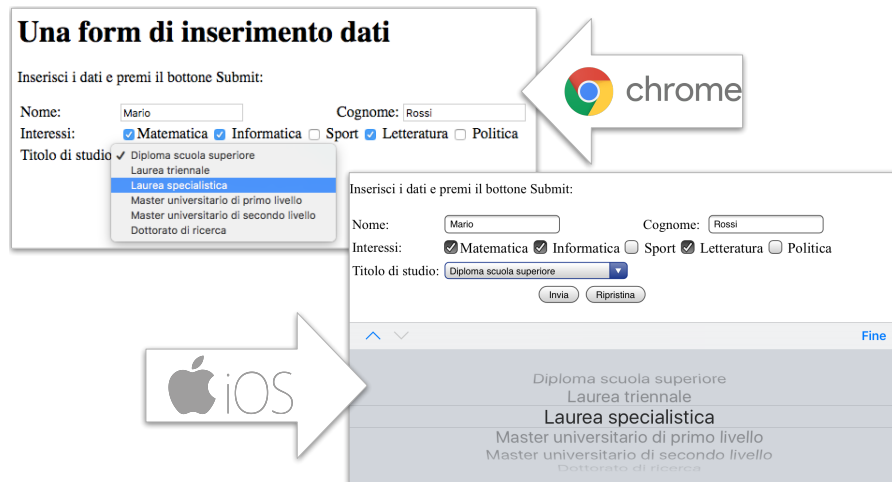 Una form di inserimento dati
Inserisci i dati e premi il bottone Submit:
Nome: Mario Cognome: Rossi
Interessi: Matematica Informatica Sport Letteratura Politica
Titolo di studio
Diploma scuola superiore
Laurea triennale
Laurea specialistica
Master universitario di primo livello
Master universitario di secondo livello
Dottorato di ricerca
chrome
Inserisci i dati e premi il bottone Submit:
Nome: Mario Cognome: Rossi
Interessi: Matematica Informatica Sport Letteratura Politica
Titolo di studio: Diploma scuola superiore
Invia Ripristina
Fine
Diploma scuola superiore
Laurea triennale
Laurea specialistica
Master universitario di primo livello
Master universitario di secondo livello
Dottorato di ricerca
iOS